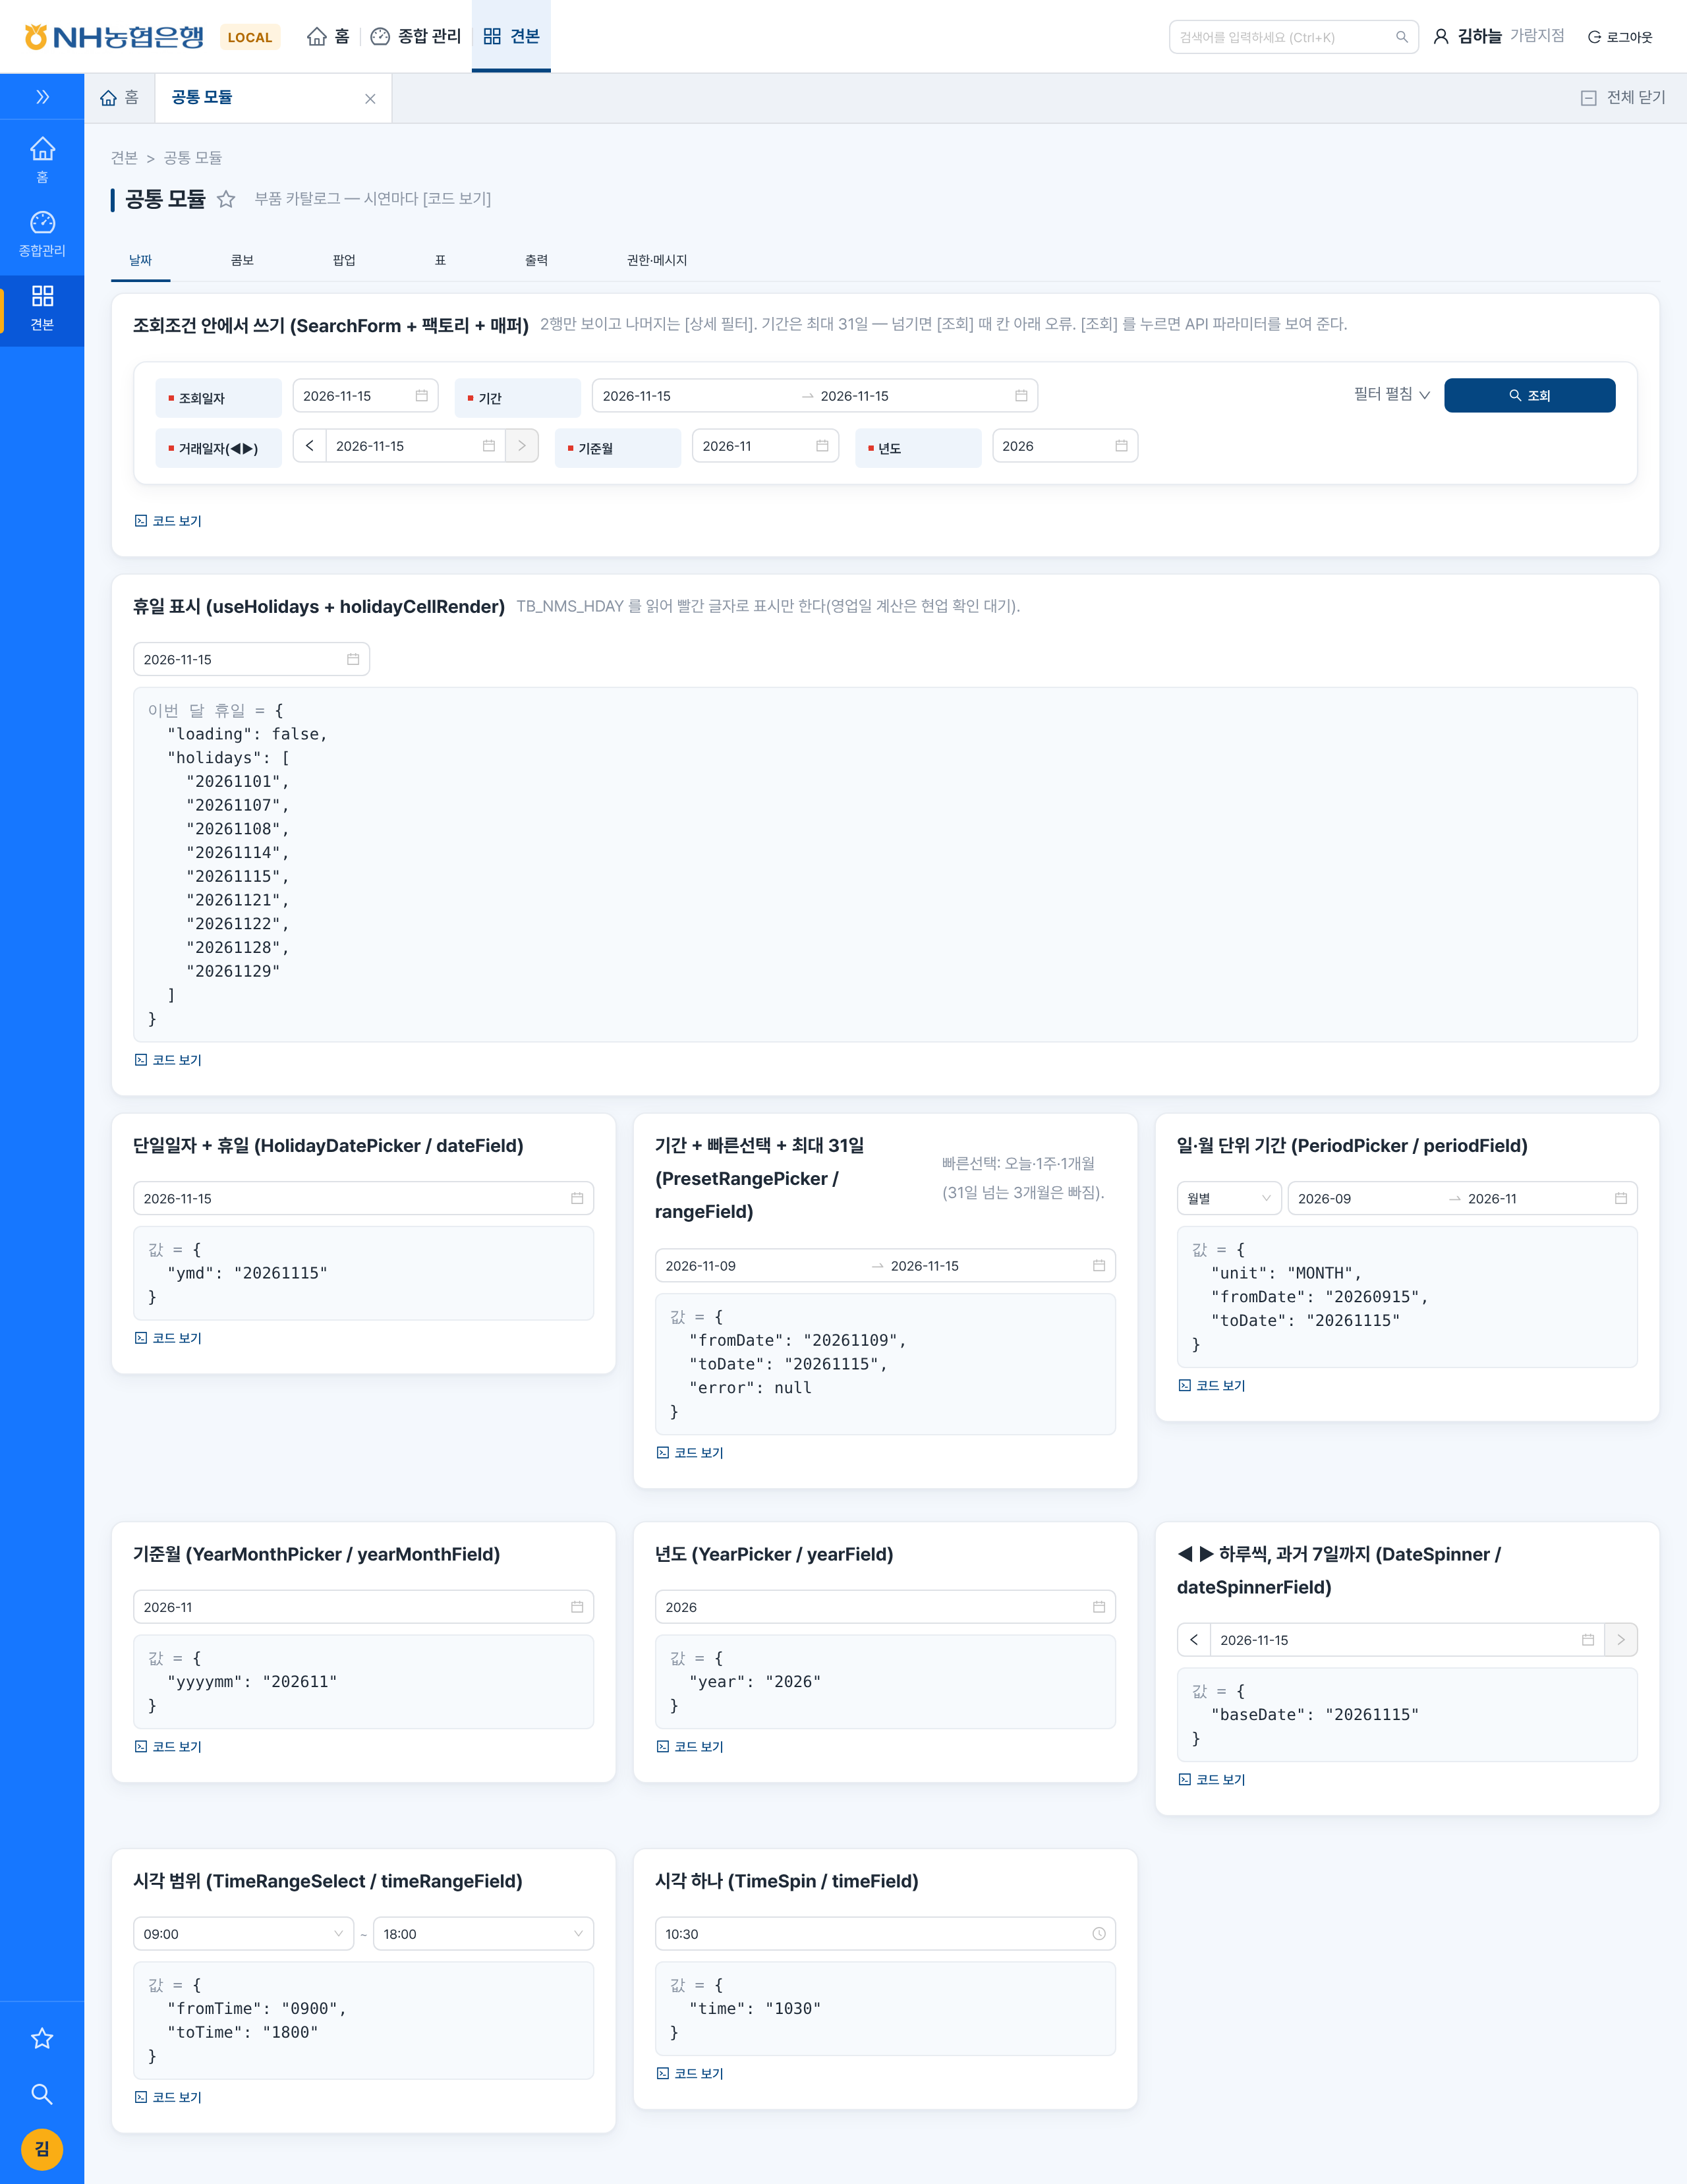 NH농협은행 LOCAL 홈 종합 관리 견본 검색어를 입력하세요 (Ctrl+K) 김하늘 가람지점 로그아웃
홈 공통 모듈 전체 닫기
홈
종합관리
견본
견본 > 공통 모듈
공통 모듈 부품 카탈로그 — 시연마다 [코드 보기]
날짜 콤보 팝업 표 출력 권한·메시지
조회조건 안에서 쓰기 (SearchForm + 팩토리 + 매퍼) 2행만 보이고 나머지는 [상세 필터]. 기간은 최대 31일 — 넘기면 [조회] 때 칸 아래 오류. [조회] 를 누르면 API 파라미터를 보여 준다.
조회일자 2026-11-15 기간 2026-11-15 → 2026-11-15 필터 펼침 조회
거래일자(◀▶) < 2026-11-15 > 기준월 2026-11 년도 2026
코드 보기
휴일 표시 (useHolidays + holidayCellRender) TB_NMS_HDAY 를 읽어 빨간 글자로 표시만 한다(영업일 계산은 현업 확인 대기).
2026-11-15
이번 달 휴일 = {
"loading": false,
"holidays": [
"20261101",
"20261107",
"20261108",
"20261114",
"20261115",
"20261121",
"20261122",
"20261128",
"20261129"
]
}
코드 보기
단일일자 + 휴일 (HolidayDatePicker / dateField)
2026-11-15
값 = {
"ymd": "20261115"
}
코드 보기
기간 + 빠른선택 + 최대 31일
(PresetRangePicker /
rangeField)
빠른선택: 오늘·1주·1개월
(31일 넘는 3개월은 빠짐).
2026-11-09 → 2026-11-15
값 = {
"fromDate": "20261109",
"toDate": "20261115",
"error": null
}
코드 보기
일·월 단위 기간 (PeriodPicker / periodField)
월별 2026-09 → 2026-11
값 = {
"unit": "MONTH",
"fromDate": "20260915",
"toDate": "20261115"
}
코드 보기
기준월 (YearMonthPicker / yearMonthField)
2026-11
값 = {
"yyyymm": "202611"
}
코드 보기
년도 (YearPicker / yearField)
2026
값 = {
"year": "2026"
}
코드 보기
◀ ▶ 하루씩, 과거 7일까지 (DateSpinner /
dateSpinnerField)
< 2026-11-15 >
값 = {
"baseDate": "20261115"
}
코드 보기
시각 범위 (TimeRangeSelect / timeRangeField)
09:00 ~ 18:00
값 = {
"fromTime": "0900",
"toTime": "1800"
}
코드 보기
시각 하나 (TimeSpin / timeField)
10:30
값 = {
"time": "1030"
}
코드 보기
김